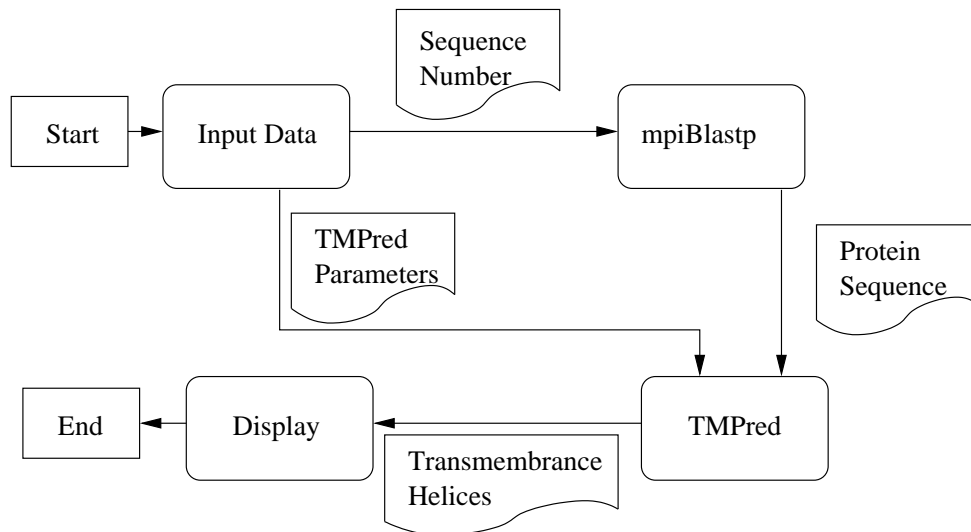 Sequence
Number
Start
Input Data
mpiBlastp
TMPred
Parameters
Protein
Sequence
End
Display
TMPred
Transmembrance
Helices